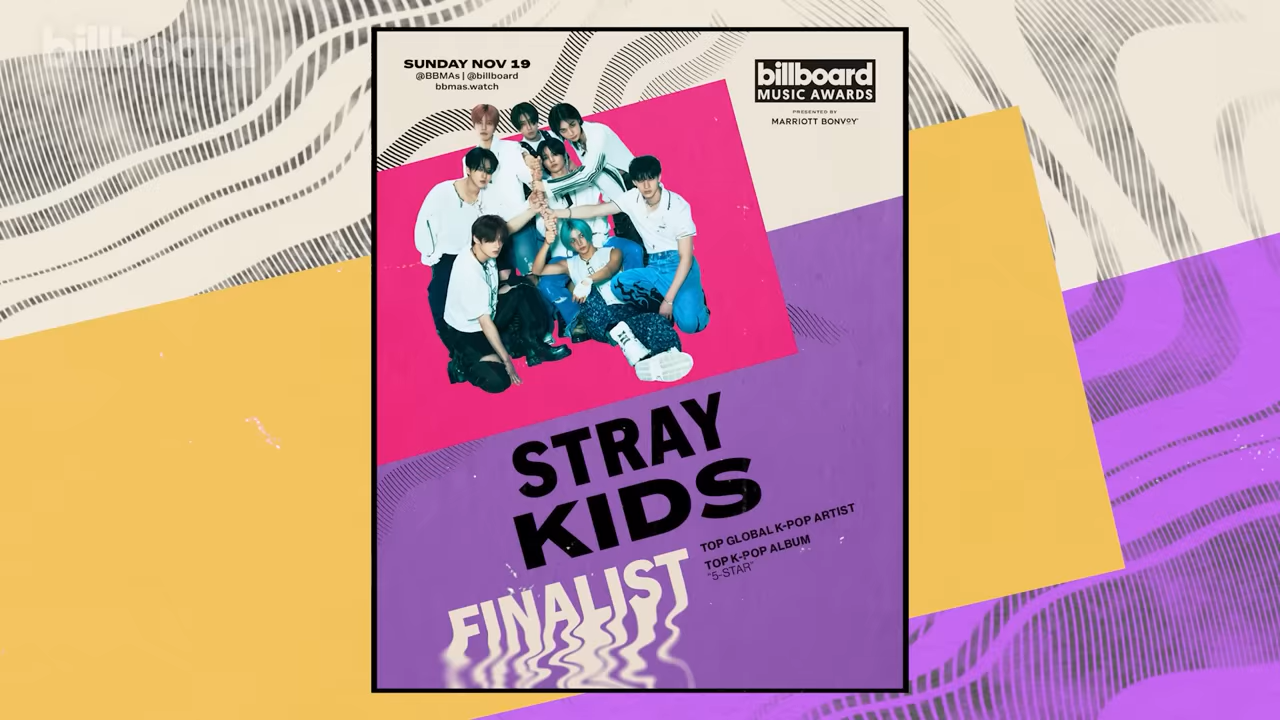 billboard
SUNDAY NOV 19
@BBMAs | @billboard
bbmas.watch
billboard
MUSIC AWARDS
PRESENTED BY
MARRIOTT BONVOY
STRAY
KIDS
TOP GLOBAL K-POP ARTIST
TOP K-POP ALBUM
"5-STAR"
FINALIST